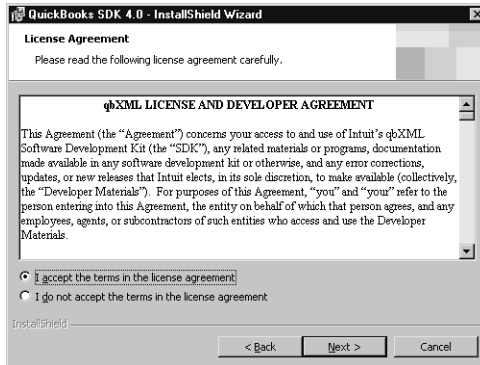 QuickBooks SDK 4.0 - InstallShield Wizard
License Agreement
Please read the following license agreement carefully.
qbXML LICENSE AND DEVELOPER AGREEMENT
This Agreement (the “Agreement”) concerns your access to and use of Intuit’s qbXML
Software Development Kit (the “SDK”), any related materials or programs, documentation
made available in any software development kit or otherwise, and any error corrections,
updates, or new releases that Intuit elects, in its sole discretion, to make available (collectively,
the “Developer Materials”).  For purposes of this Agreement, “you” and “your” refer to the
person entering into this Agreement, the entity on behalf of which that person agrees, and any
employees, agents, or subcontractors of such entities who access and use the Developer
Materials.
I accept the terms in the license agreement
I do not accept the terms in the license agreement
InstallShield
< Back Next > Cancel